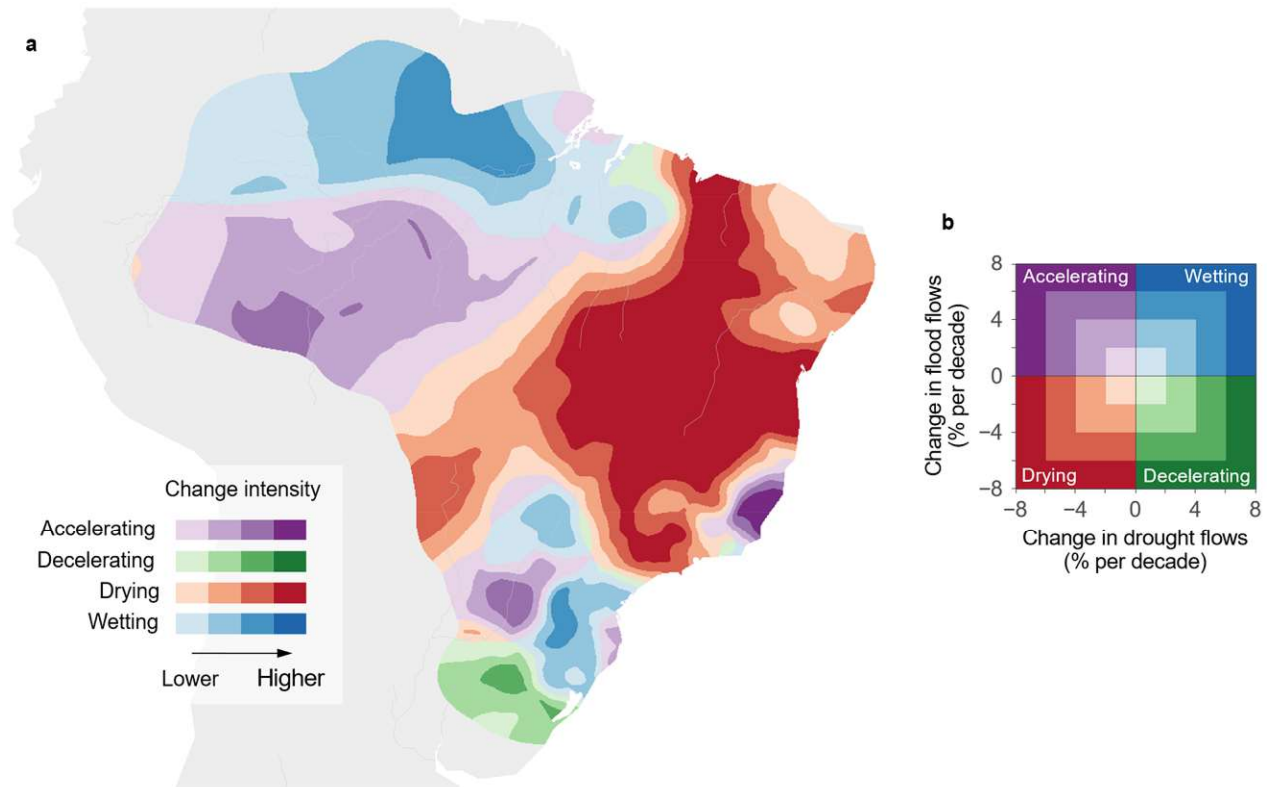 a
Change intensity
Accelerating
Decelerating
Drying
Wetting
Lower
Higher
b
Change in flood flows
(% per decade)
8
4
0
−4
−8
Accelerating
Wetting
Drying
Decelerating
−8
−4
0
4
8
Change in drought flows
(% per decade)